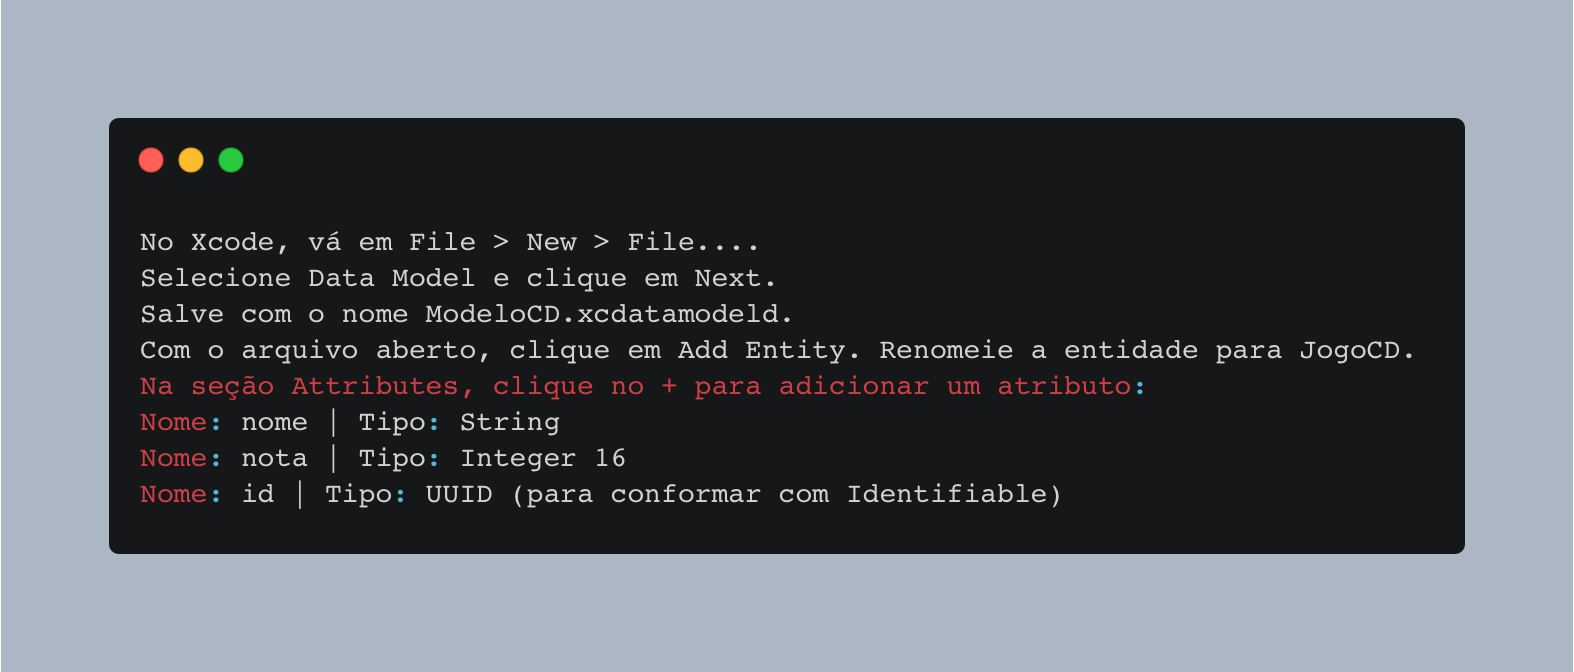 No Xcode, vá em File > New > File....
Selecione Data Model e clique em Next.
Salve com o nome ModeloCD.xcdatamodeld.
Com o arquivo aberto, clique em Add Entity. Renomeie a entidade para JogoCD.
Na seção Attributes, clique no + para adicionar um atributo:
Nome: nome | Tipo: String
Nome: nota | Tipo: Integer 16
Nome: id | Tipo: UUID (para conformar com Identifiable)